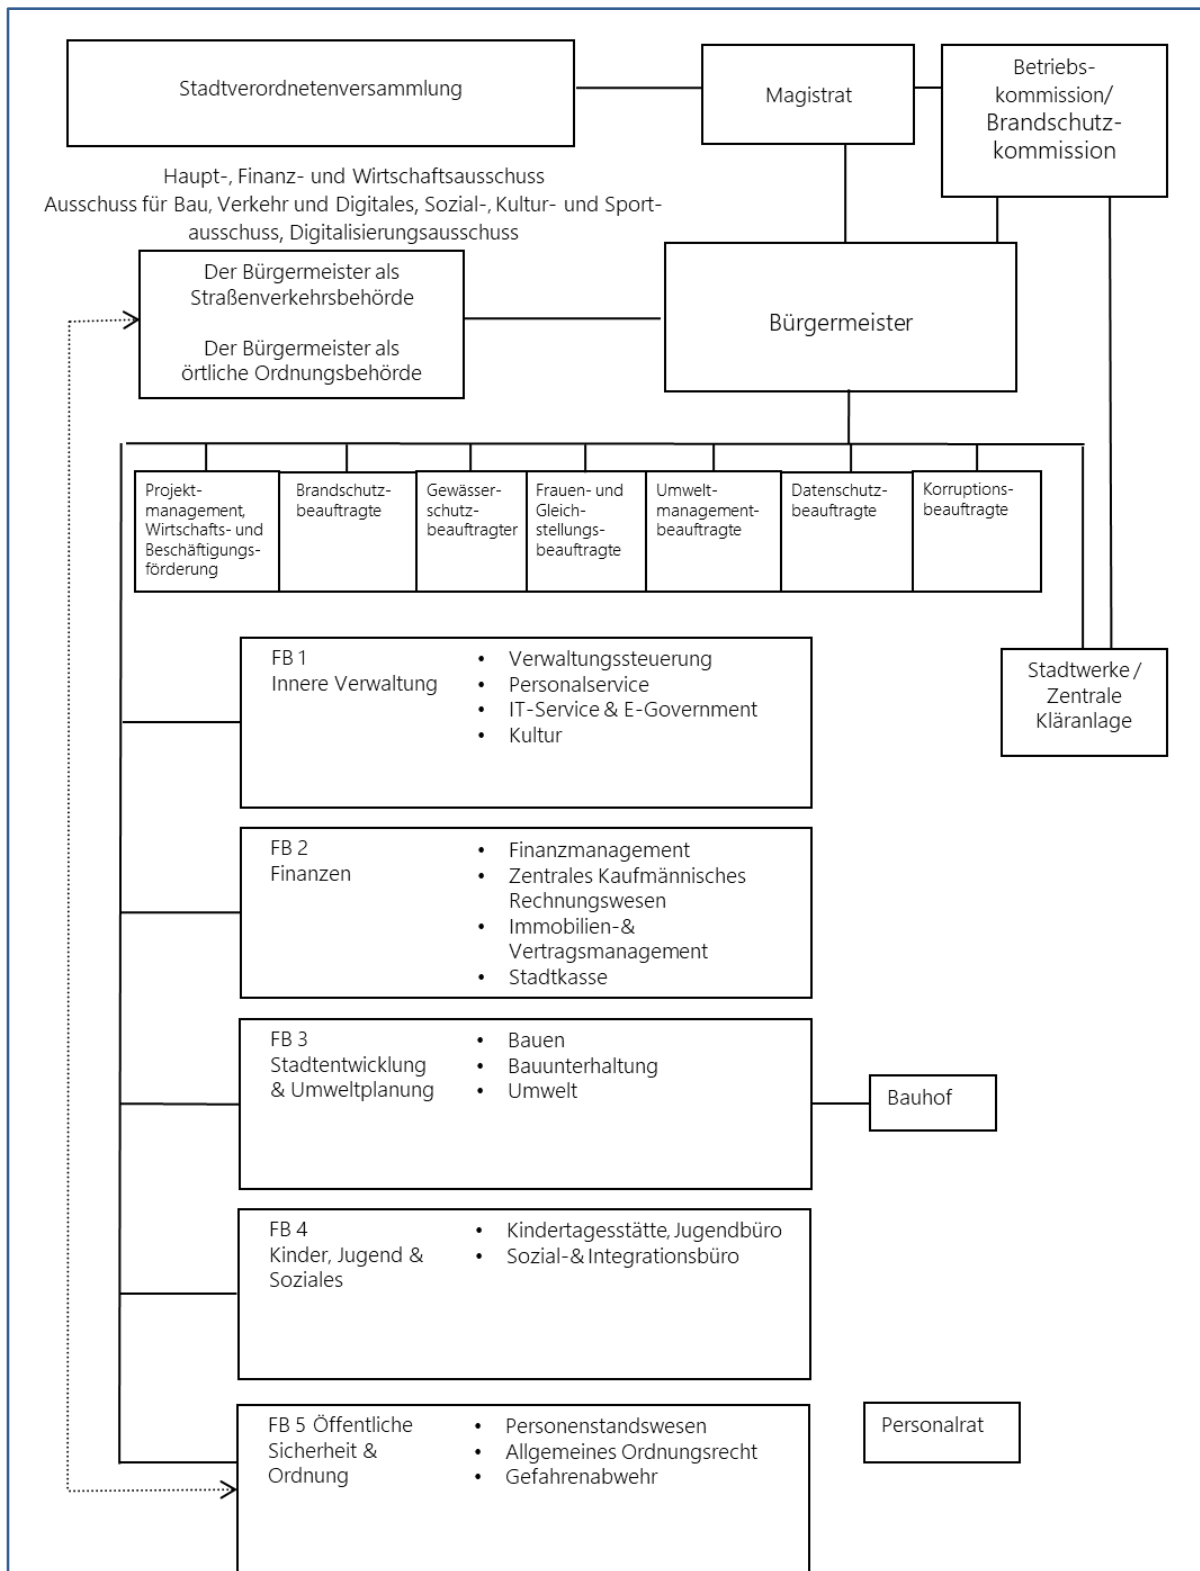 Stadtverordnetenversammlung
Magistrat
Betriebs-
kommission/
Brandschutz-
kommission
Haupt-, Finanz- und Wirtschaftsausschuss
Ausschuss für Bau, Verkehr und Digitales, Sozial-, Kultur- und Sport-
ausschuss, Digitalisierungsausschuss
Der Bürgermeister als
Straßenverkehrsbehörde
Der Bürgermeister als
örtliche Ordnungsbehörde
Bürgermeister
Projekt-
management,
Wirtschafts- und
Beschäftigungs-
förderung
Brandschutz-
beauftragte
Gewässer-
schutz-
beauftragter
Frauen- und
Gleich-
stellungs-
beauftragte
Umwelt-
management-
beauftragte
Datenschutz-
beauftragte
Korruptions-
beauftragte
Stadtwerke /
Zentrale
Kläranlage
FB 1
Innere Verwaltung
• Verwaltungssteuerung
• Personalservice
• IT-Service & E-Government
• Kultur
FB 2
Finanzen
• Finanzmanagement
• Zentrales Kaufmännisches
Rechnungswesen
• Immobilien-&
Vertragsmanagement
• Stadtkasse
FB 3
Stadtentwicklung
& Umweltplanung
• Bauen
• Bauunterhaltung
• Umwelt
Bauhof
FB 4
Kinder, Jugend &
Soziales
• Kindertagesstätte, Jugendbüro
• Sozial-& Integrationsbüro
FB 5 Öffentliche
Sicherheit &
Ordnung
• Personenstandswesen
• Allgemeines Ordnungsrecht
• Gefahrenabwehr
Personalrat